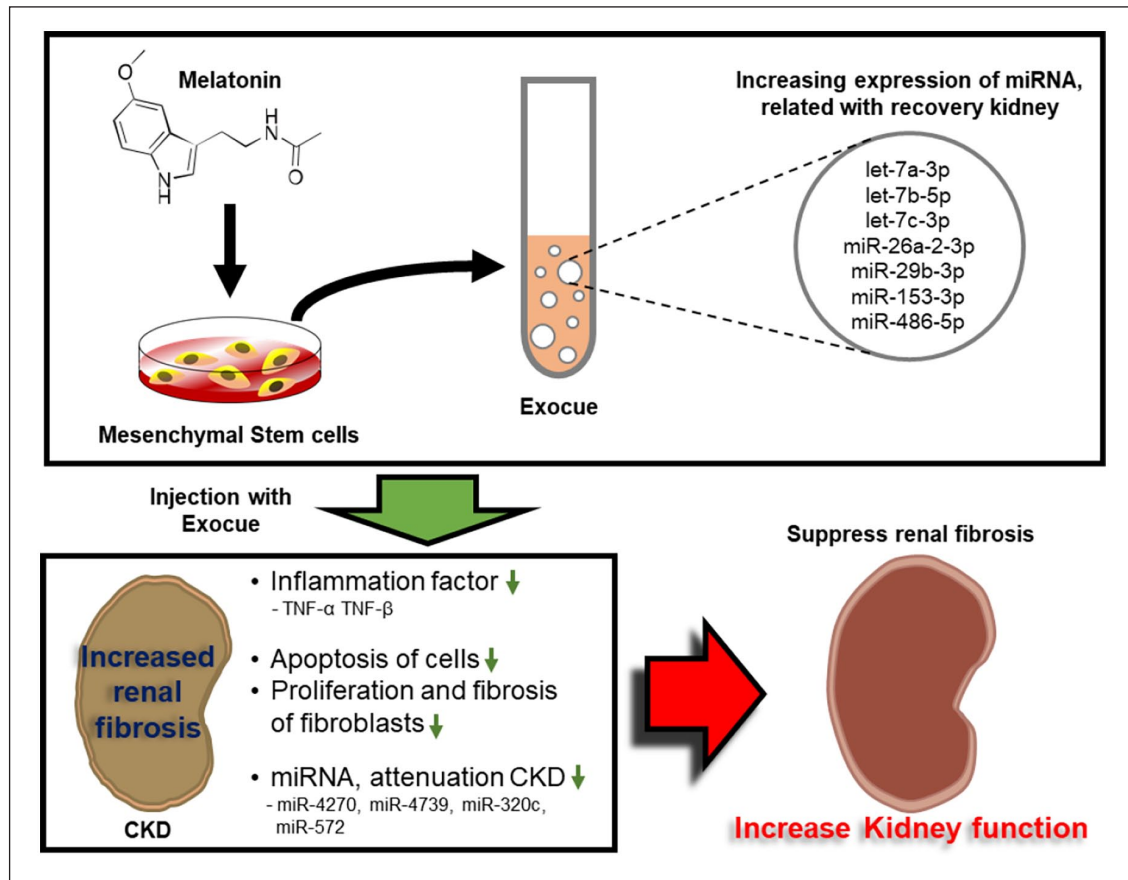 Melatonin
O
H
N
O
N
H
Mesenchymal Stem cells
Exocue
Increasing expression of miRNA,
related with recovery kidney
let-7a-3p
let-7b-5p
let-7c-3p
miR-26a-2-3p
miR-29b-3p
miR-153-3p
miR-486-5p
Injection with
Exocue
Increased
renal
fibrosis
CKD
• Inflammation factor ↓
- TNF-α TNF-β
• Apoptosis of cells ↓
• Proliferation and fibrosis
of fibroblasts ↓
• miRNA, attenuation CKD ↓
- miR-4270, miR-4739, miR-320c,
miR-572
Suppress renal fibrosis
Increase Kidney function